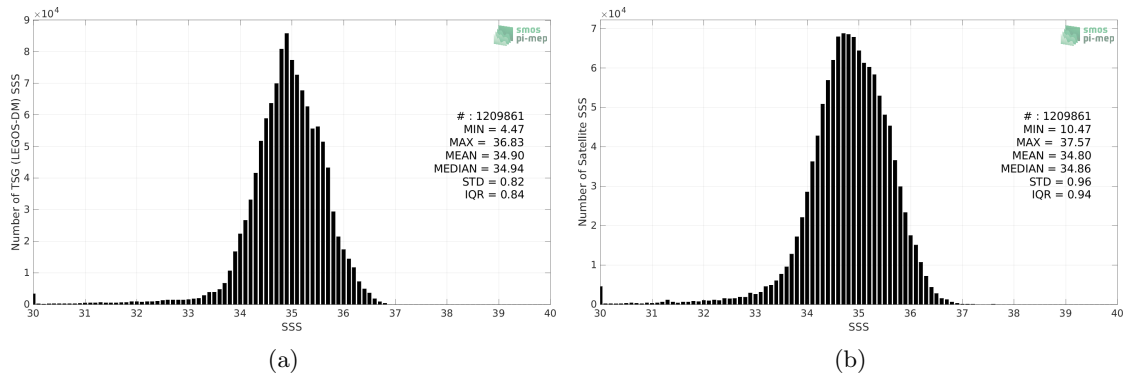 ×10⁴
9
8
7
6
5
4
3
2
1
0
Number of TSG (LEGOS-DM) SSS
smos
pi-mep
# : 1209861
MIN = 4.47
MAX = 36.83
MEAN = 34.90
MEDIAN = 34.94
STD = 0.82
IQR = 0.84
30 31 32 33 34 35 36 37 38 39 40
SSS
(a)
×10⁴
7
6
5
4
3
2
1
0
Number of Satellite SSS
smos
pi-mep
# : 1209861
MIN = 10.47
MAX = 37.57
MEAN = 34.80
MEDIAN = 34.86
STD = 0.96
IQR = 0.94
30 31 32 33 34 35 36 37 38 39 40
SSS
(b)